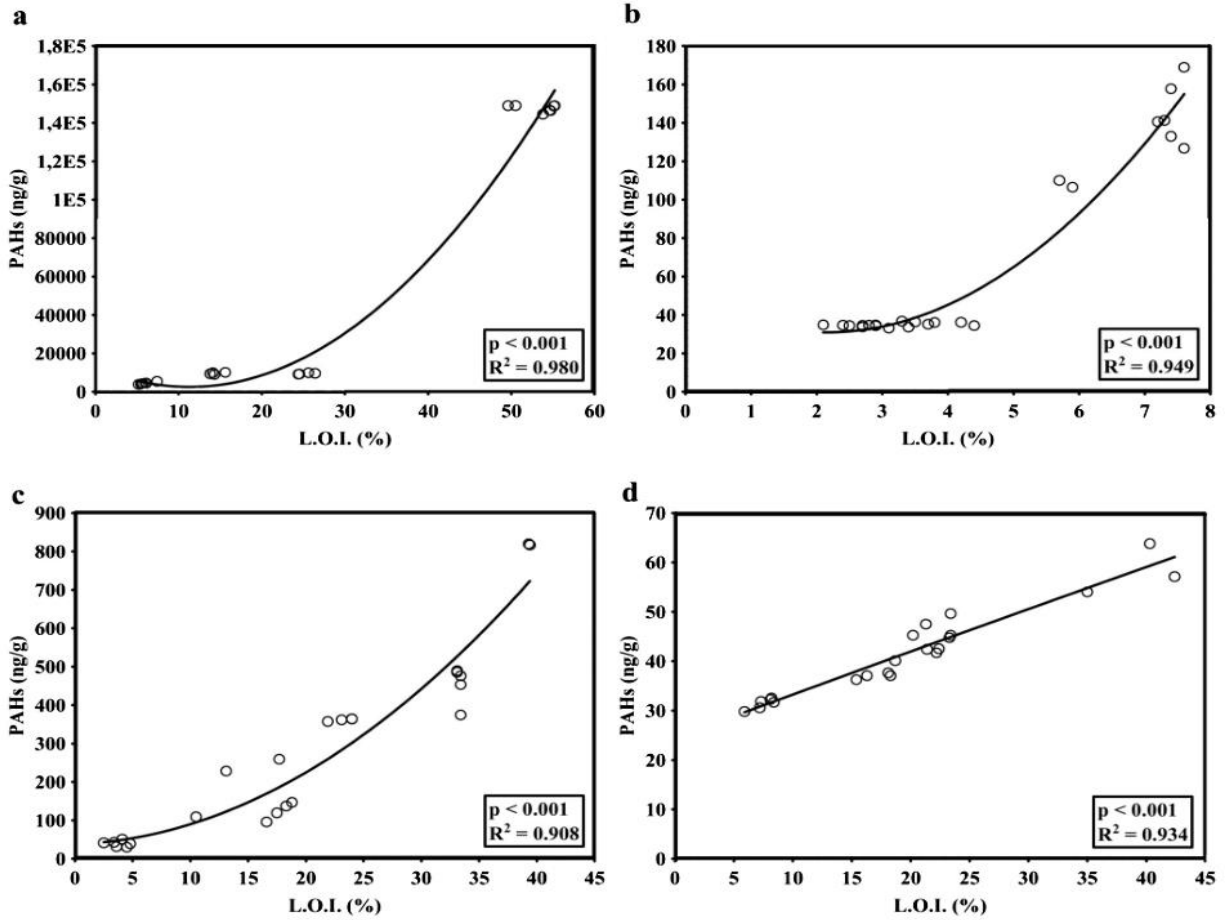 a
1,8E5
1,6E5
1,4E5
1,2E5
1E5
80000
60000
40000
20000
0
PAHs (ng/g)
0 10 20 30 40 50 60
L.O.I. (%)
p < 0.001
R² = 0.980
b
180
160
140
120
100
80
60
40
20
0
PAHs (ng/g)
0 1 2 3 4 5 6 7 8
L.O.I. (%)
p < 0.001
R² = 0.949
c
900
800
700
600
500
400
300
200
100
0
PAHs (ng/g)
0 5 10 15 20 25 30 35 40 45
L.O.I. (%)
p < 0.001
R² = 0.908
d
70
60
50
40
30
20
10
0
PAHs (ng/g)
0 5 10 15 20 25 30 35 40 45
L.O.I. (%)
p < 0.001
R² = 0.934